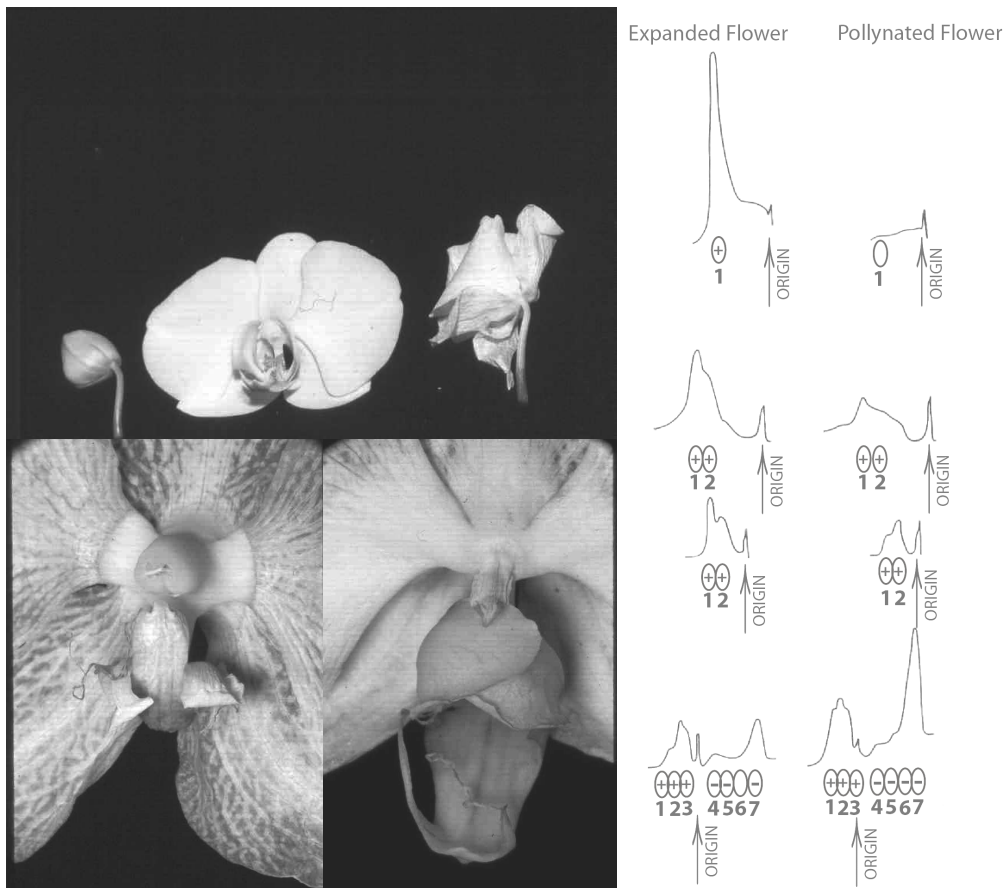 Expanded Flower
Pollynated Flower
+
1
ORIGIN
1
ORIGIN
++
12
ORIGIN
++
12
ORIGIN
++
12
ORIGIN
++
12
ORIGIN
+++ -- -
123 4567
ORIGIN
+++ ----
123 4567
ORIGIN